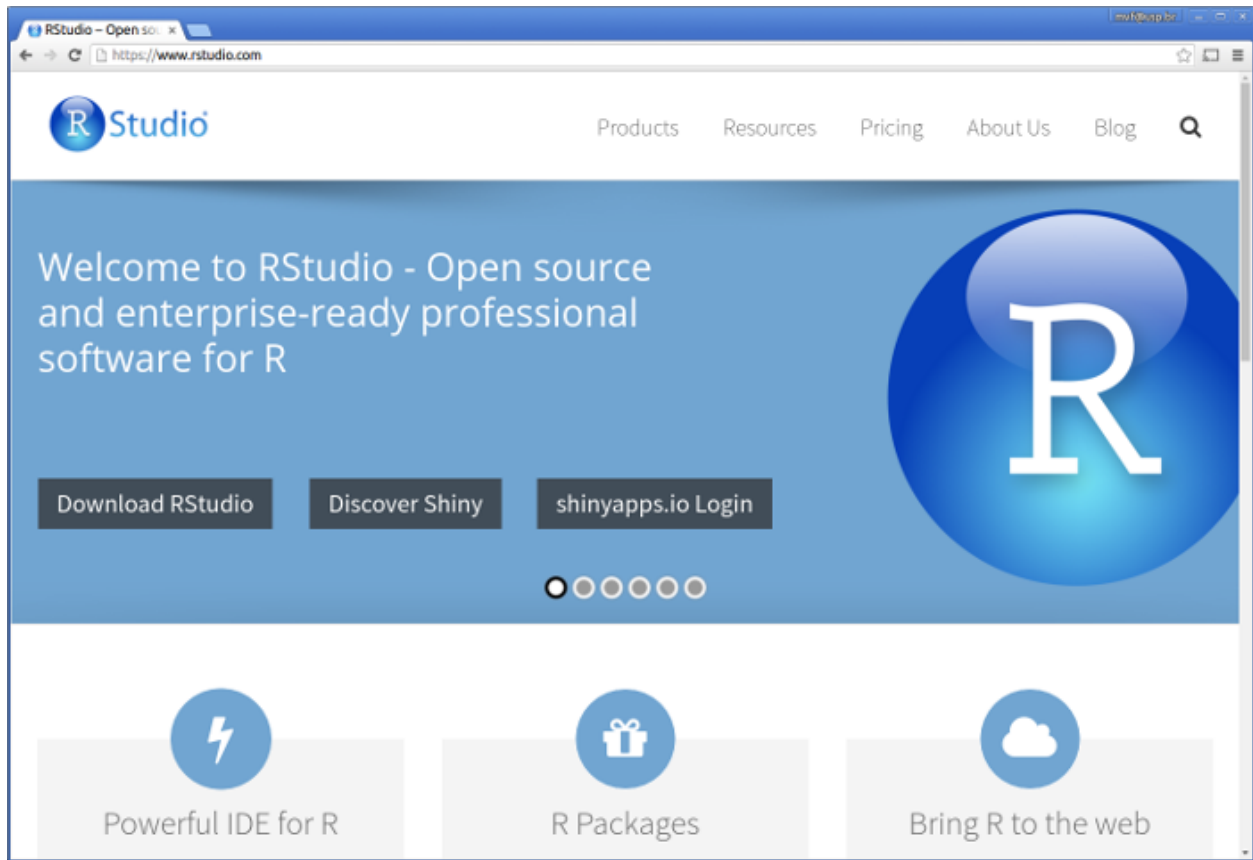 RStudio – Open sou
https://www.rstudio.com
R Studio
Products Resources Pricing About Us Blog
Welcome to RStudio - Open source
and enterprise-ready professional
software for R
R
Download RStudio Discover Shiny shinyapps.io Login
Powerful IDE for R R Packages Bring R to the web